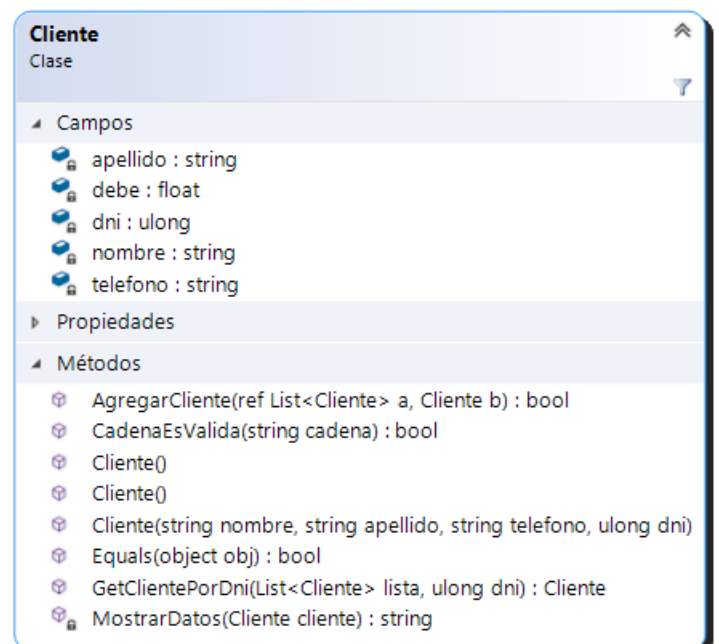 Cliente
Clase
Campos
apellido : string
debe : float
dni : ulong
nombre : string
telefono : string
Propiedades
Métodos
AgregarCliente(ref List<Cliente> a, Cliente b) : bool
CadenaEsValida(string cadena) : bool
Cliente()
Cliente()
Cliente(string nombre, string apellido, string telefono, ulong dni)
Equals(object obj) : bool
GetClientePorDni(List<Cliente> lista, ulong dni) : Cliente
MostrarDatos(Cliente cliente) : string